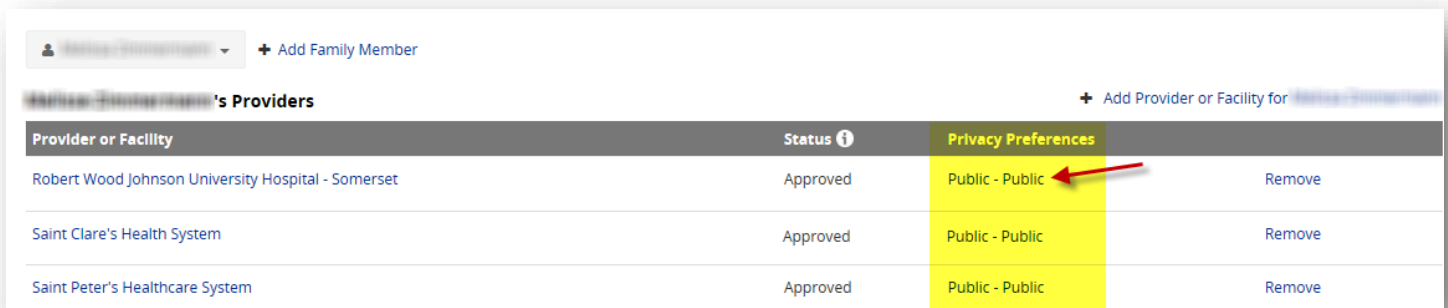 + Add Family Member
's Providers
+ Add Provider or Facility for
Provider or Facility Status Privacy Preferences
Robert Wood Johnson University Hospital - Somerset Approved Public - Public Remove
Saint Clare's Health System Approved Public - Public Remove
Saint Peter's Healthcare System Approved Public - Public Remove